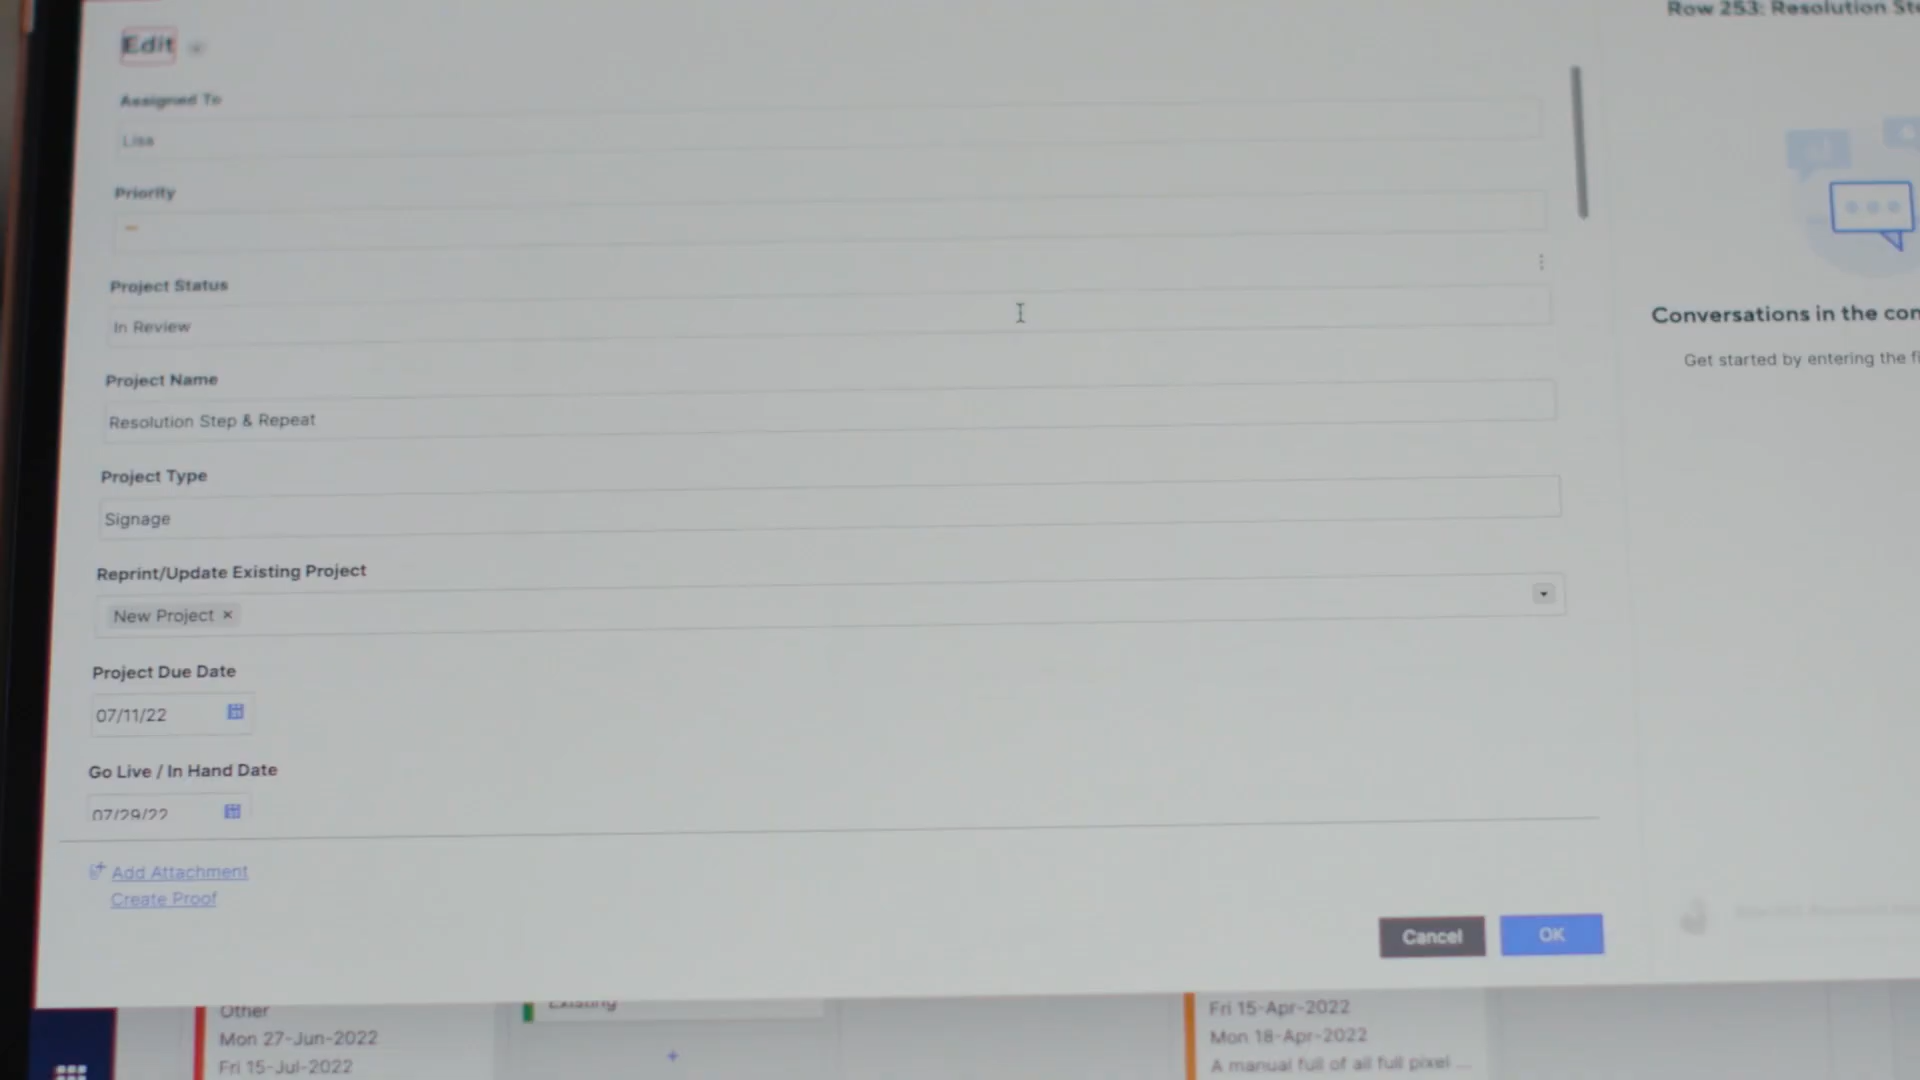 Edit
Row 253: Resolution
Assigned To
Lisa
Priority
Project Status
In Review
Project Name
Resolution Step & Repeat
Project Type
Signage
Reprint/Update Existing Project
New Project ×
Project Due Date
07/11/22
Go Live / In Hand Date
07/29/22
Conversations in the
Get started by entering the
Add Attachment
Create Proof
Cancel
OK
Other
Mon 27-Jun-2022
Fri 15-Jul-2022
Existing
Fri 15-Apr-2022
Mon 18-Apr-2022
A manual full of all full pixel ...